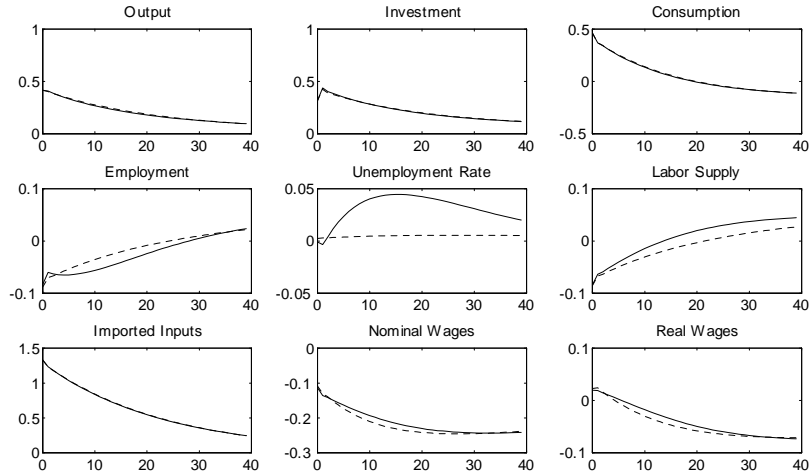 Output
Investment
Consumption
1
0.5
0
0 10 20 30 40
1
0.5
0
0 10 20 30 40
0.5
0
-0.5
0 10 20 30 40
Employment
Unemployment Rate
Labor Supply
0.1
0
-0.1
0 10 20 30 40
0.05
0
-0.05
0 10 20 30 40
0.1
0
-0.1
0 10 20 30 40
Imported Inputs
Nominal Wages
Real Wages
1.5
1
0.5
0
0 10 20 30 40
0
-0.1
-0.2
-0.3
0 10 20 30 40
0.1
0
-0.1
0 10 20 30 40